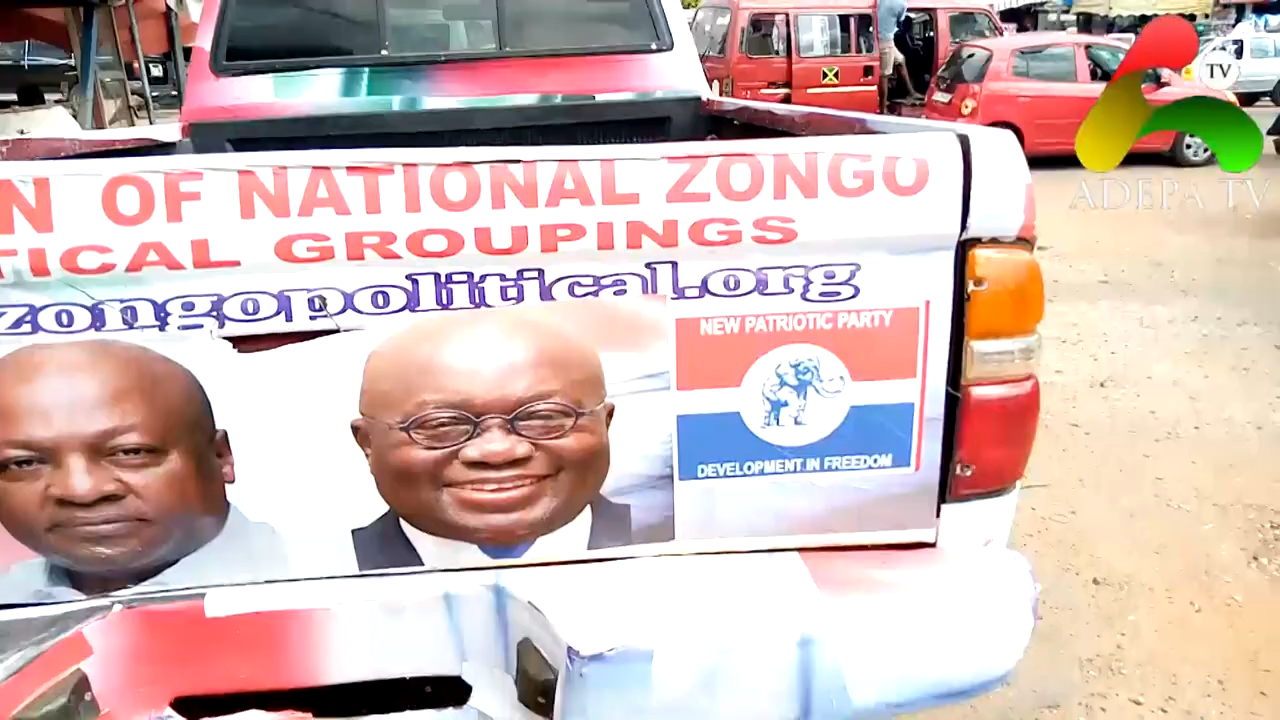 N OF NATIONAL ZONGO
TICAL GROUPINGS
zongopolitical.org
NEW PATRIOTIC PARTY
DEVELOPMENT IN FREEDOM
TV
ADEPA TV